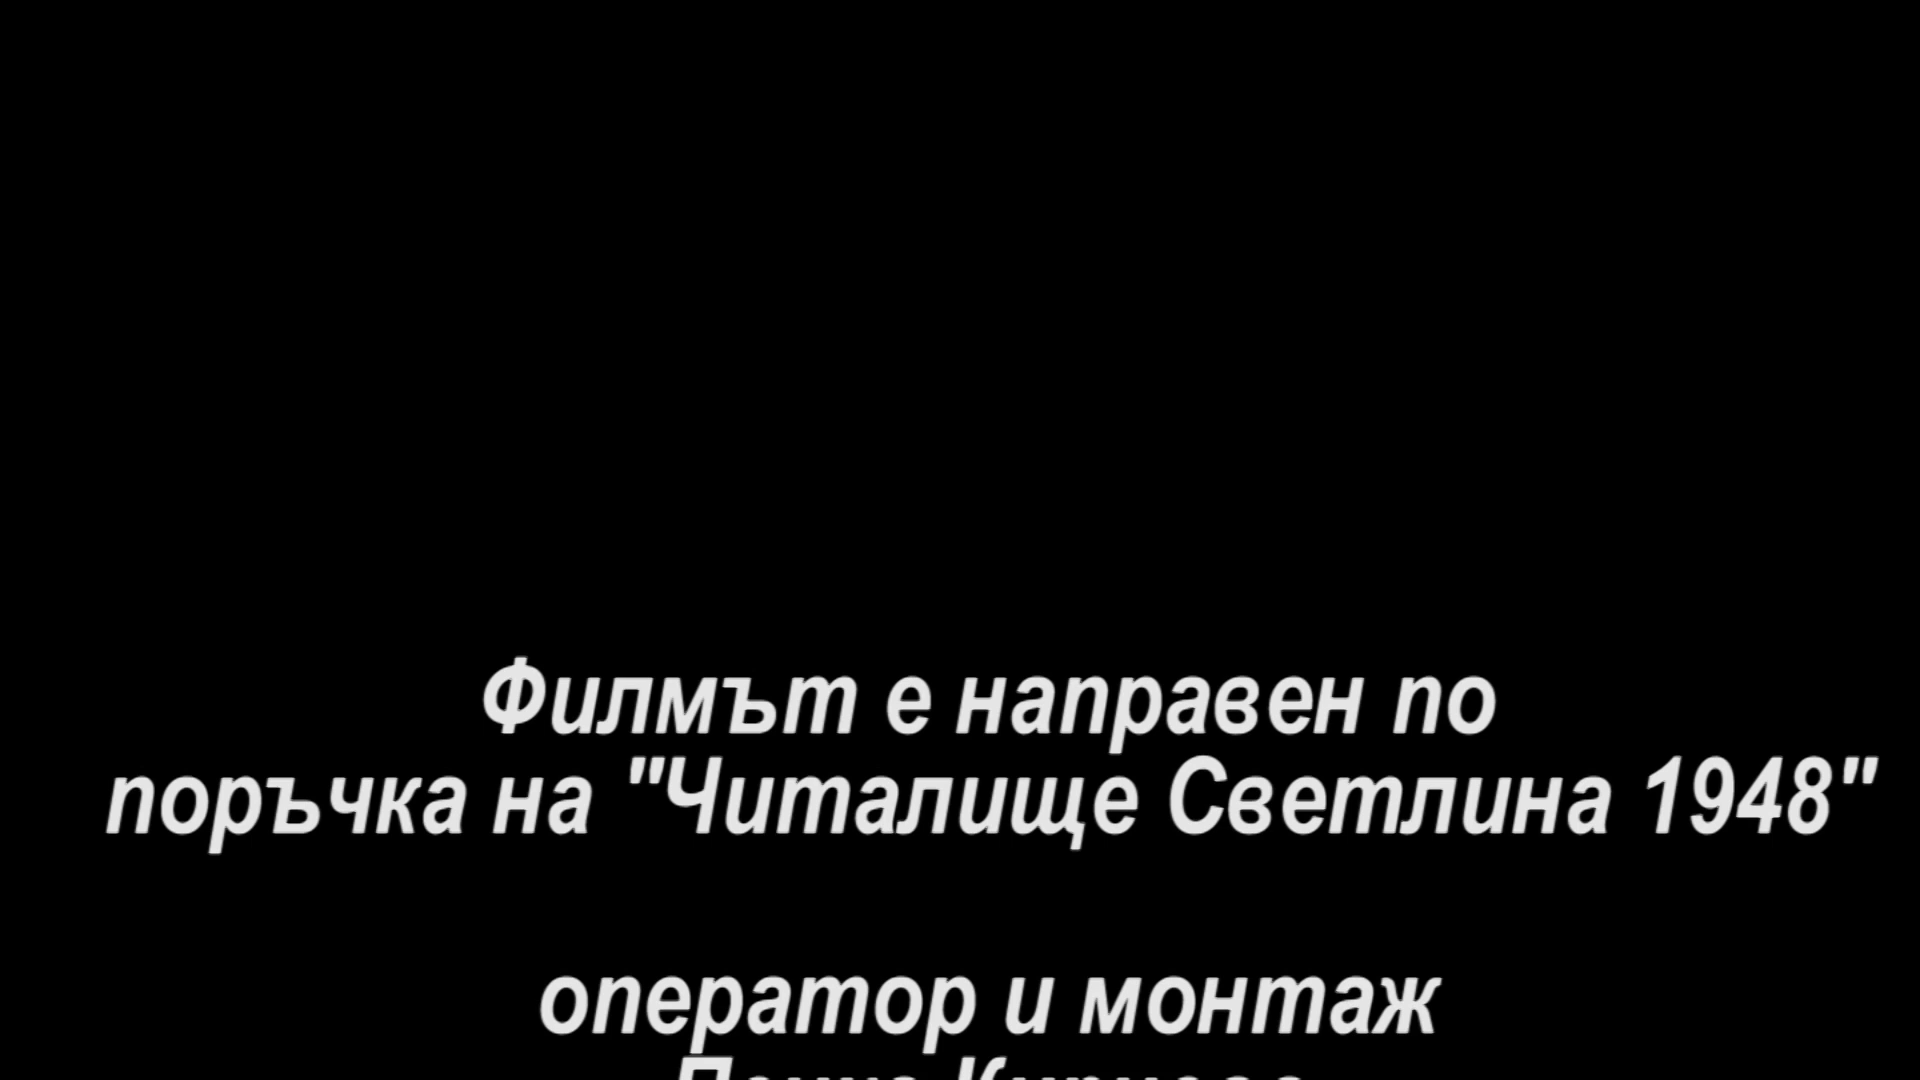 Филмът е направен по
поръчка на "Читалище Светлина 1948"
оператор и монтаж